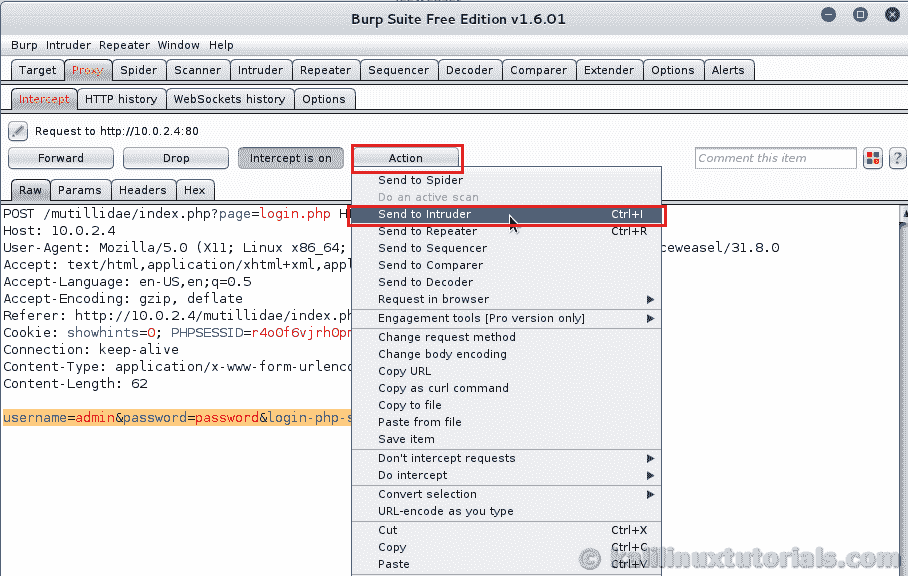 Burp Suite Free Edition v1.6.01
Burp Intruder Repeater Window Help
Target Proxy Spider Scanner Intruder Repeater Sequencer Decoder Comparer Extender Options Alerts
Intercept HTTP history WebSockets history Options
Request to http://10.0.2.4:80
Forward Drop Intercept is on Action Comment this item ?
Raw Params Headers Hex
POST /mutillidae/index.php?page=login.php
Host: 10.0.2.4
User-Agent: Mozilla/5.0 (X11; Linux x86_64; ceweasel/31.8.0
Accept: text/html,application/xhtml+xml,appl
Accept-Language: en-US,en;q=0.5
Accept-Encoding: gzip, deflate
Referer: http://10.0.2.4/mutillidae/index.ph
Cookie: showhints=0;
Connection: keep-alive
Content-Type: application/x-www-form-urlenco
Content-Length: 62
username=admin&password=password&login-php-s
Send to Spider
Do an active scan
Send to Intruder Ctrl+I
Send to Repeater Ctrl+R
Send to Sequencer
Send to Comparer
Send to Decoder
Request in browser
Engagement tools [Pro version only]
Change request method
Change body encoding
Copy URL
Copy as curl command
Copy to file
Paste from file
Save item
Don't intercept requests
Do intercept
Convert selection
URL-encode as you type
Cut Ctrl+X
Copy Ctrl+C
Paste Ctrl+V
© kalilinuxtutorials.com